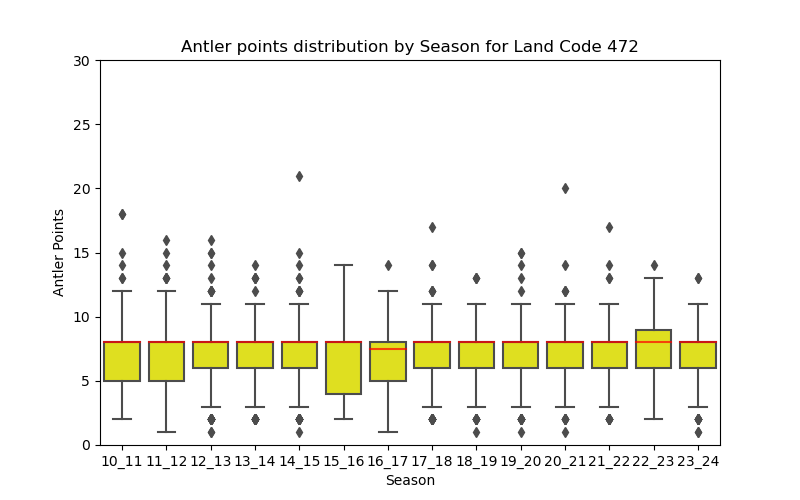 Antler points distribution by Season for Land Code 472
30
25
20
15
10
5
0
Antler Points
10_11 11_12 12_13 13_14 14_15 15_16 16_17 17_18 18_19 19_20 20_21 21_22 22_23 23_24
Season